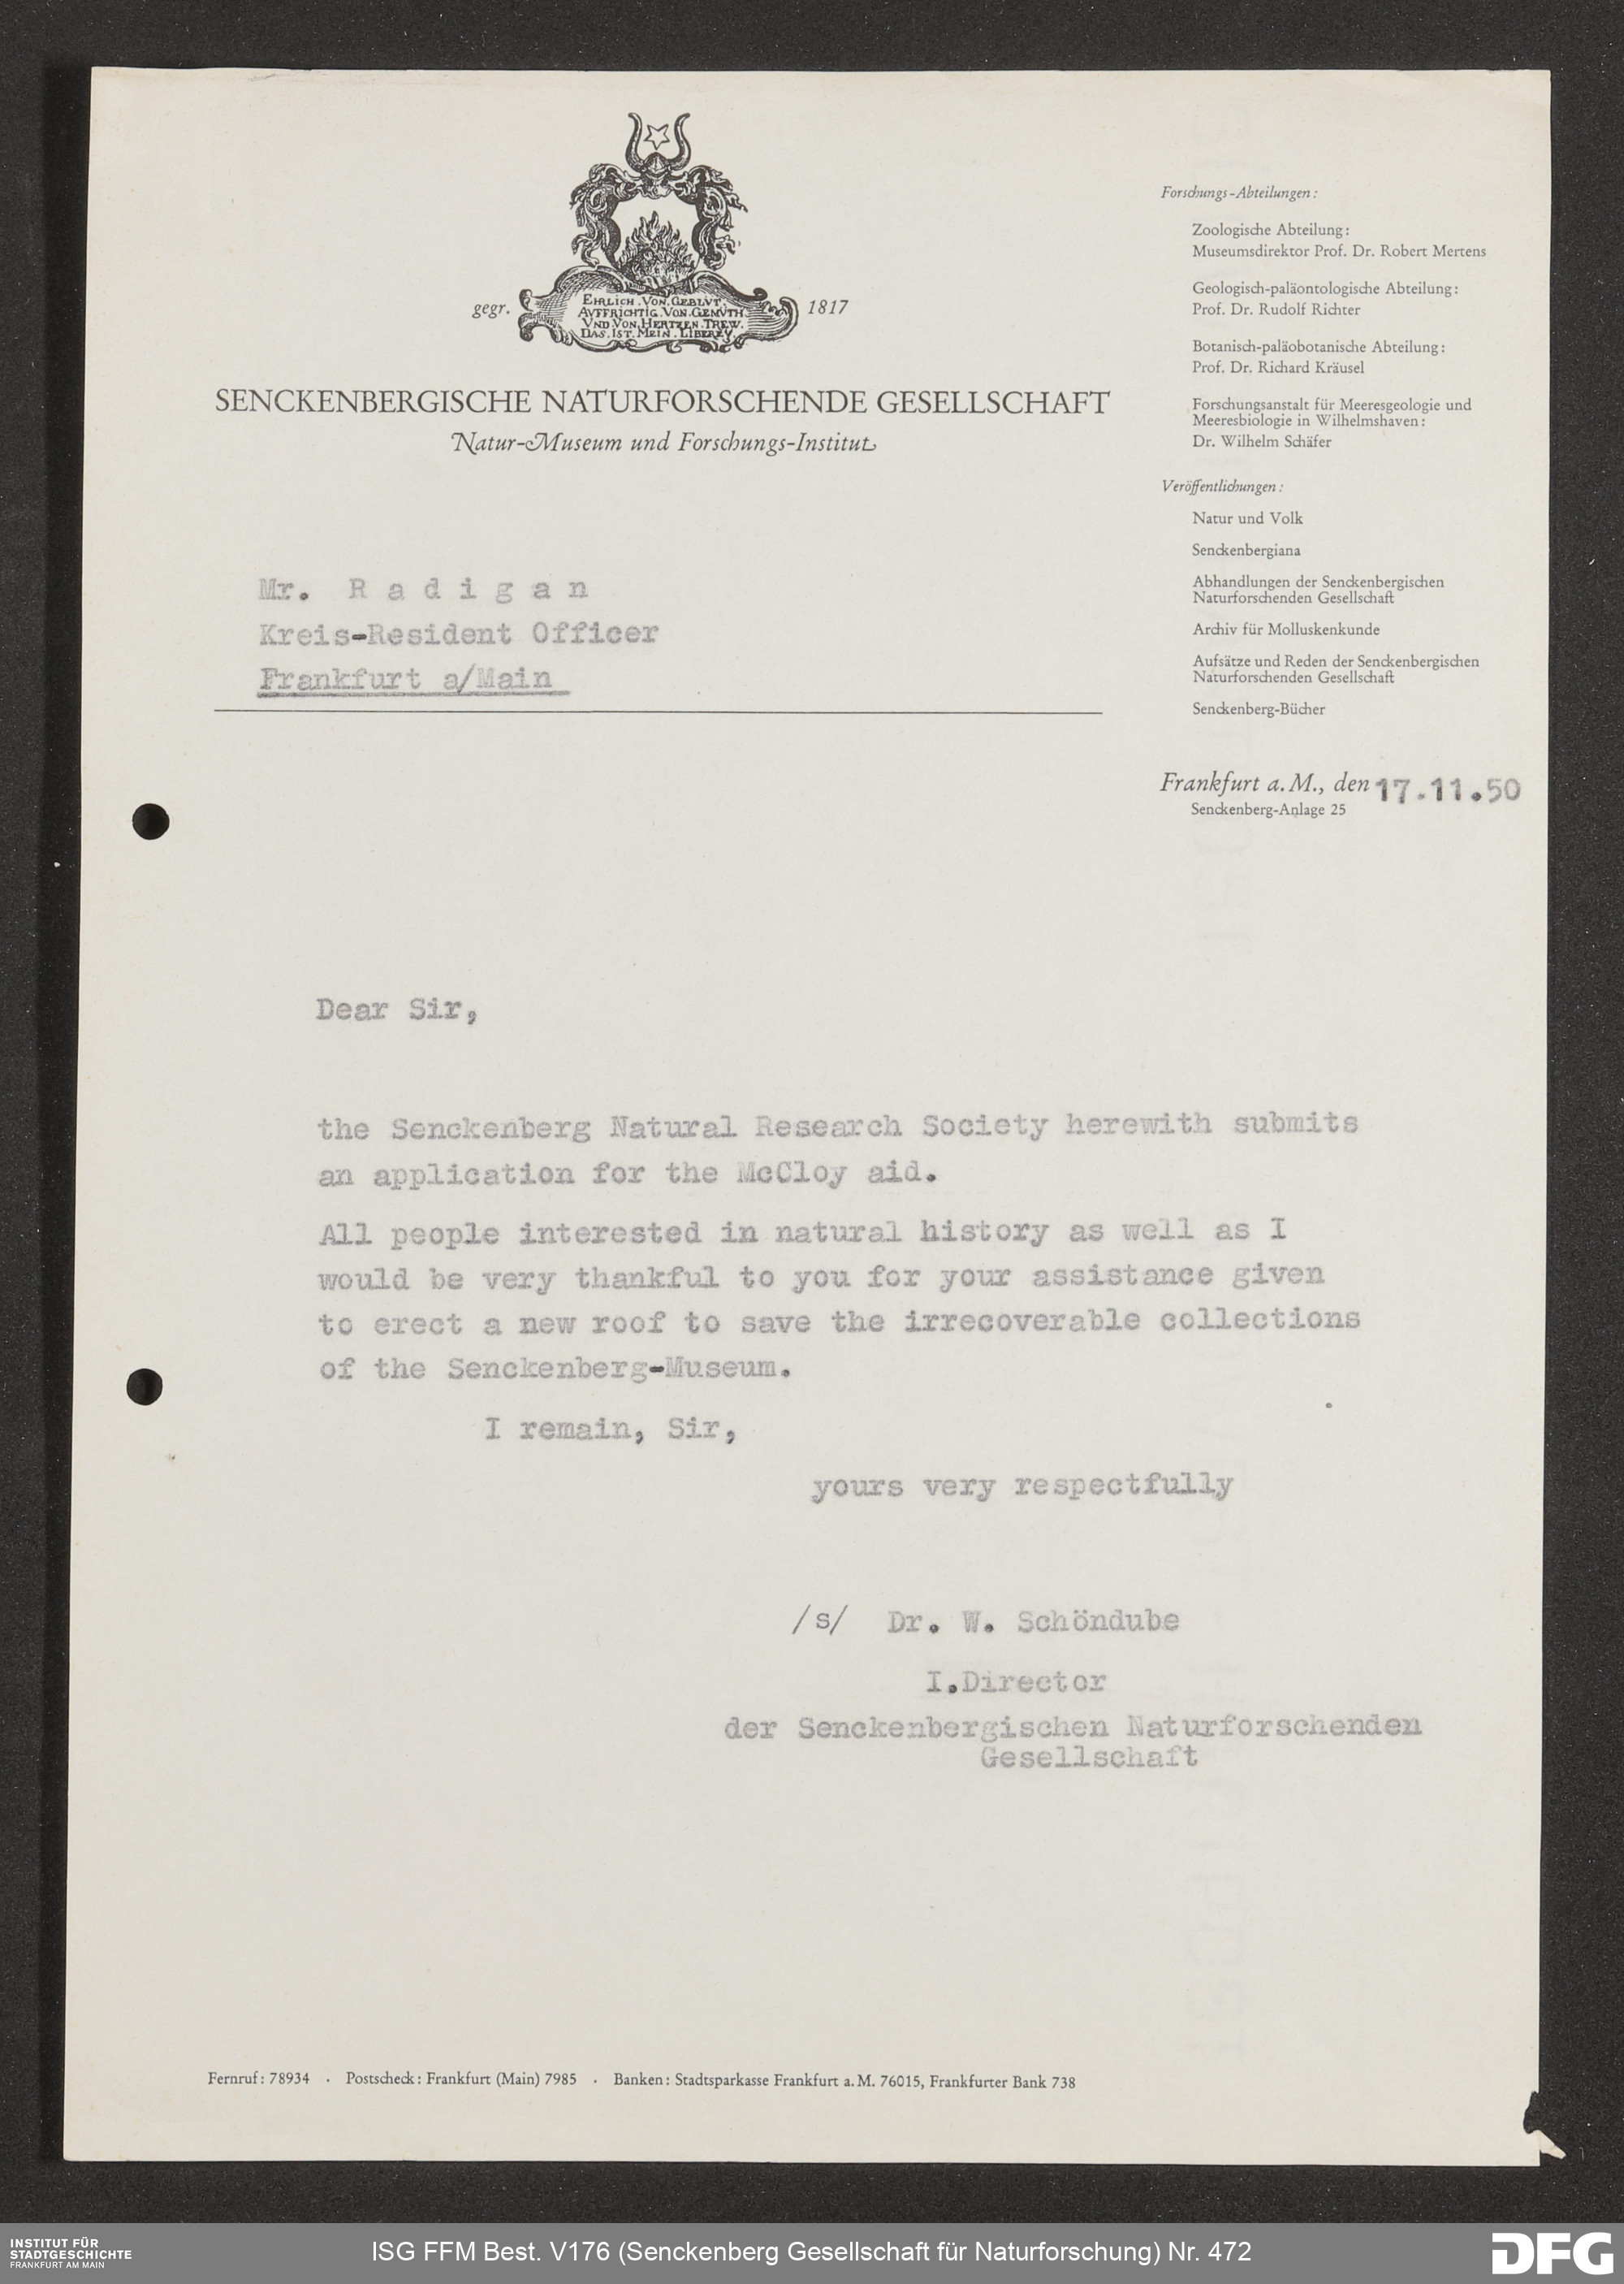 EHRLICH.VON.GEBLVT.
AVFFRICHTIG.VON.GEMVTH.
VND.VON.HERTZEN.TREW.
DAS.IST.MEIN.LIBEREY.
gegr. 1817
SENCKENBERGISCHE NATURFORSCHENDE GESELLSCHAFT
Natur-Museum und Forschungs-Institut
Forschungs-Abteilungen:
Zoologische Abteilung:
Museumsdirektor Prof. Dr. Robert Mertens
Geologisch-paläontologische Abteilung:
Prof. Dr. Rudolf Richter
Botanisch-paläobotanische Abteilung:
Prof. Dr. Richard Kräusel
Forschungsanstalt für Meeresgeologie und
Meeresbiologie in Wilhelmshaven:
Dr. Wilhelm Schäfer
Veröffentlichungen:
Natur und Volk
Senckenbergiana
Abhandlungen der Senckenbergischen
Naturforschenden Gesellschaft
Archiv für Molluskenkunde
Aufsätze und Reden der Senckenbergischen
Naturforschenden Gesellschaft
Senckenberg-Bücher
Mr. R a d i g a n
Kreis-Resident Officer
Frankfurt a/Main
Frankfurt a. M., den 17.11.50
Senckenberg-Anlage 25
Dear Sir,
the Senckenberg Natural Research Society herewith submits
an application for the McCloy aid.
All people interested in natural history as well as I
would be very thankful to you for your assistance given
to erect a new roof to save the irrecoverable collections
of the Senckenberg-Museum.
I remain, Sir,
yours very respectfully
/s/ Dr. W. Schöndube
I.Director
der Senckenbergischen Naturforschenden
Gesellschaft
Fernruf: 78934 · Postscheck: Frankfurt (Main) 7985 · Banken: Stadtsparkasse Frankfurt a. M. 76015, Frankfurter Bank 738
INSTITUT FÜR
STADTGESCHICHTE
FRANKFURT AM MAIN
ISG FFM Best. V176 (Senckenberg Gesellschaft für Naturforschung) Nr. 472
DFG